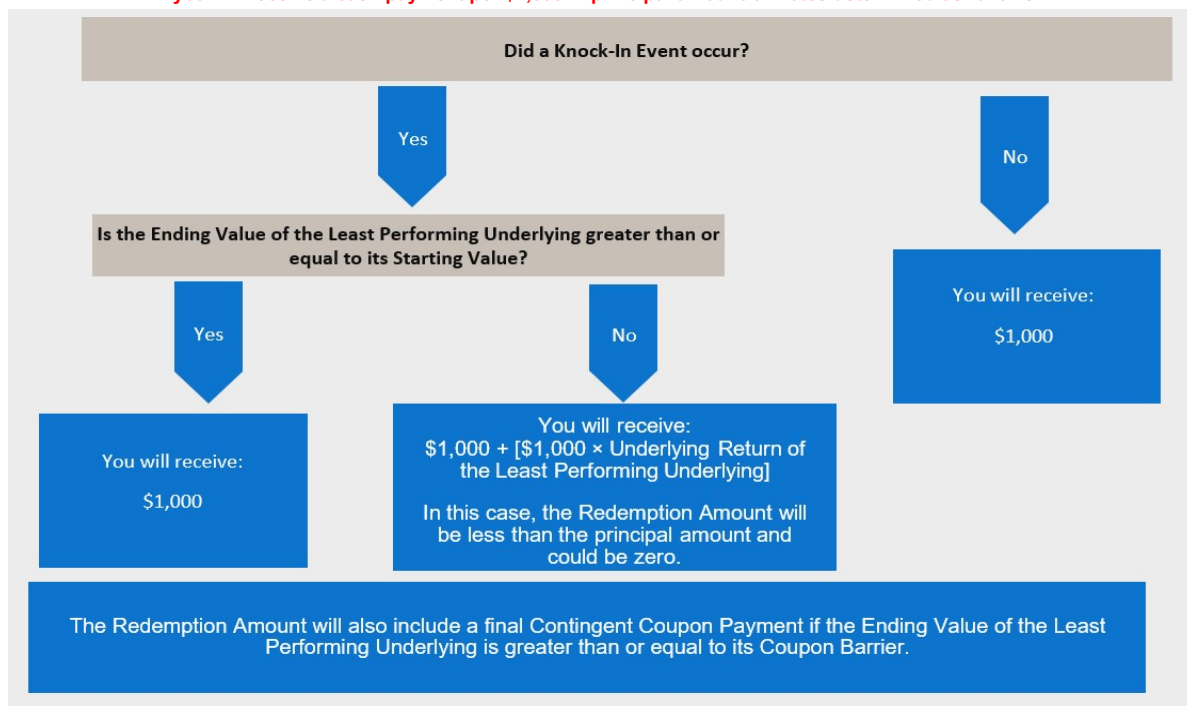 Did a Knock-In Event occur?
Yes
No
Is the Ending Value of the Least Performing Underlying greater than or
equal to its Starting Value?
You will receive:
$1,000
Yes
No
You will receive:
$1,000
You will receive:
$1,000 + [$1,000 × Underlying Return of
the Least Performing Underlying]
In this case, the Redemption Amount will
be less than the principal amount and
could be zero.
The Redemption Amount will also include a final Contingent Coupon Payment if the Ending Value of the Least
Performing Underlying is greater than or equal to its Coupon Barrier.